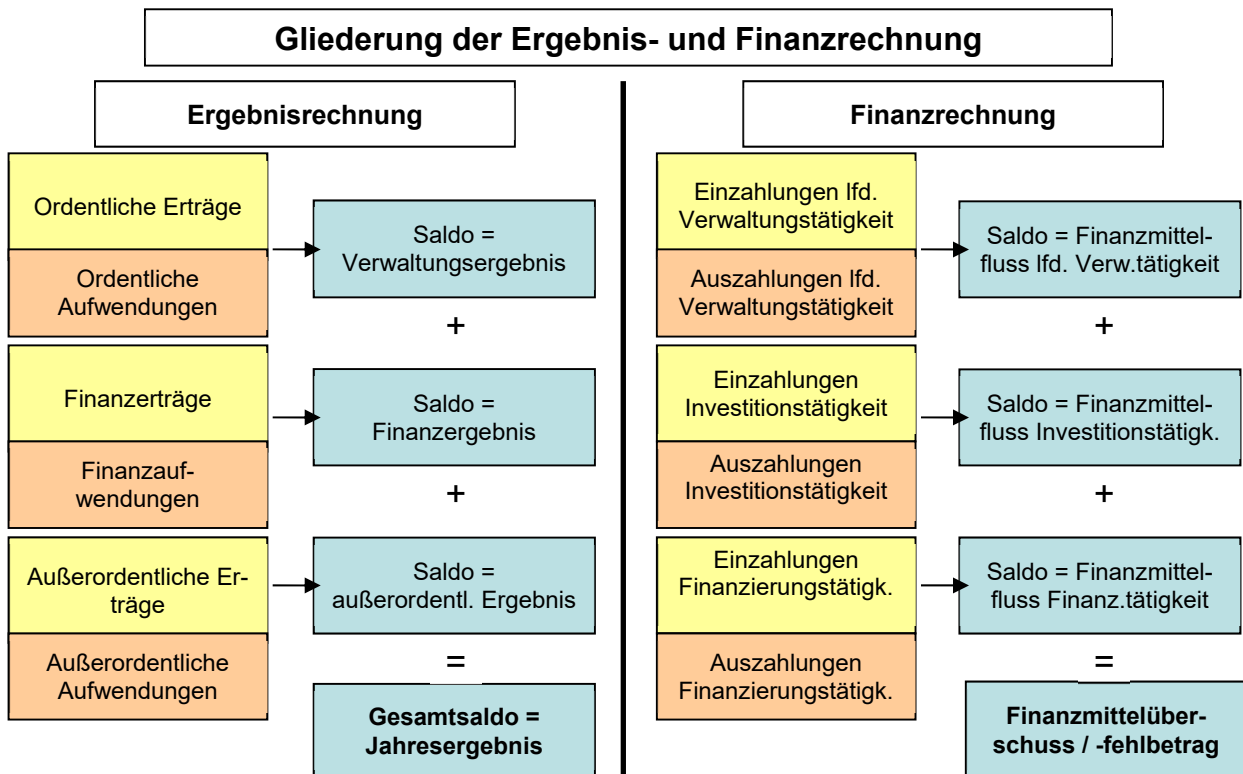 Gliederung der Ergebnis- und Finanzrechnung
Ergebnisrechnung
Ordentliche Erträge
Ordentliche
Aufwendungen
Saldo =
Verwaltungsergebnis
+
Finanzerträge
Finanzauf-
wendungen
Saldo =
Finanzergebnis
+
Außerordentliche Er-
träge
Außerordentliche
Aufwendungen
Saldo =
außerordentl. Ergebnis
=
Gesamtsaldo =
Jahresergebnis
Finanzrechnung
Einzahlungen lfd.
Verwaltungstätigkeit
Auszahlungen lfd.
Verwaltungstätigkeit
Saldo = Finanzmittel-
fluss lfd. Verw.tätigkeit
+
Einzahlungen
Investitionstätigkeit
Auszahlungen
Investitionstätigkeit
Saldo = Finanzmittel-
fluss Investitionstätigk.
+
Einzahlungen
Finanzierungstätigk.
Auszahlungen
Finanzierungstätigk.
Saldo = Finanzmittel-
fluss Finanz.tätigkeit
=
Finanzmittelüber-
schuss / -fehlbetrag